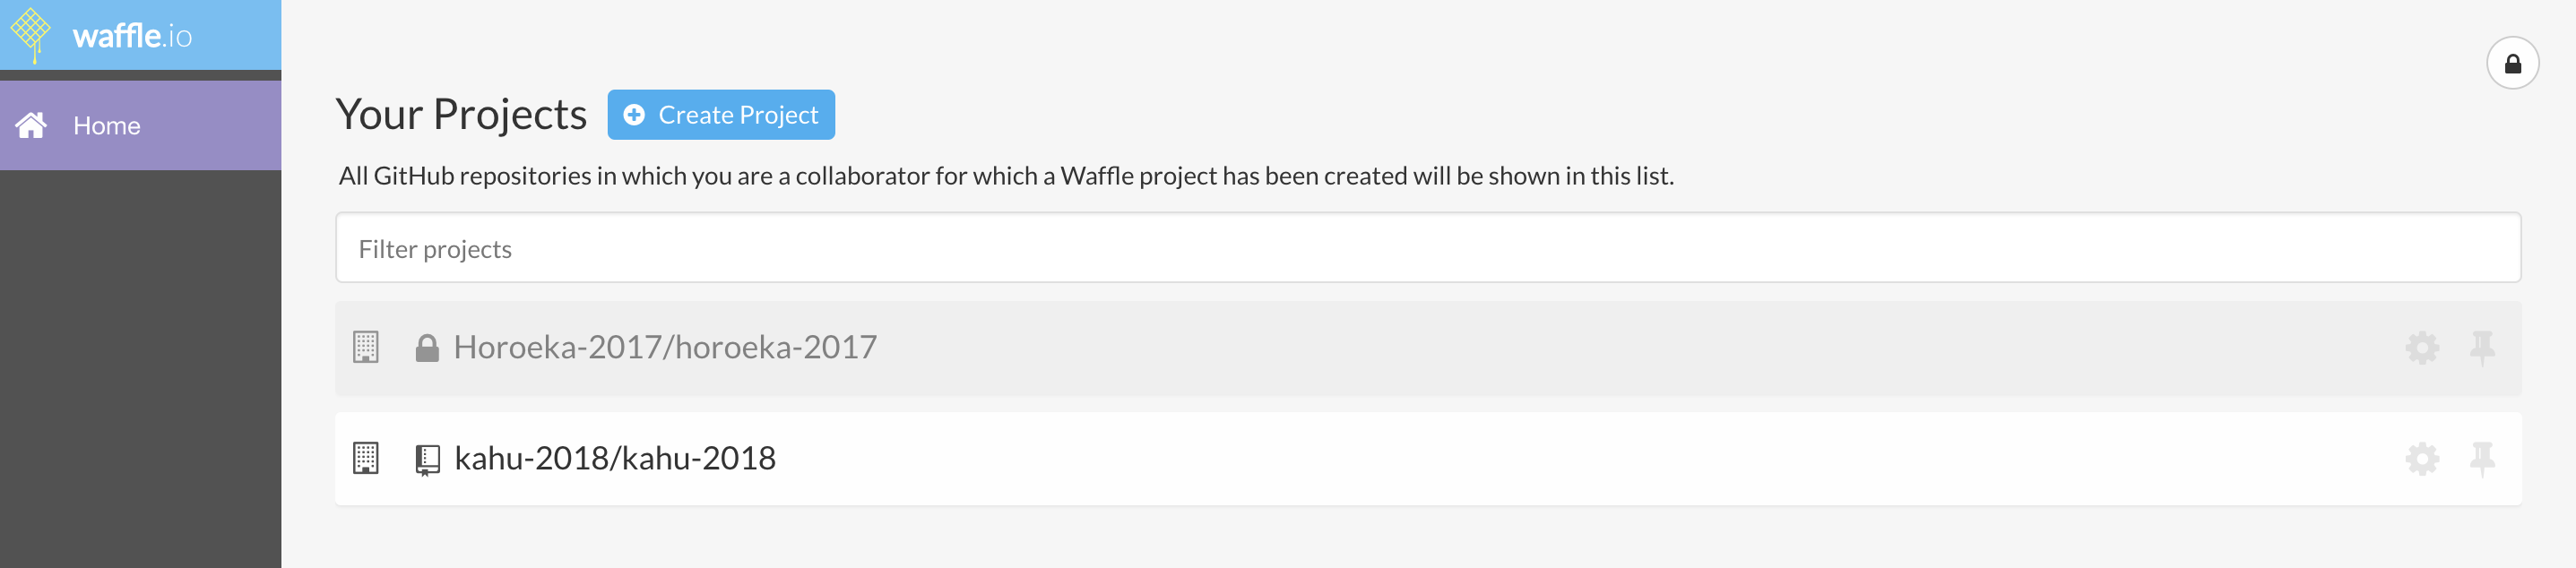 waffle.io
Home
Your Projects
Create Project
All GitHub repositories in which you are a collaborator for which a Waffle project has been created will be shown in this list.
Filter projects
Horoeka-2017/horoeka-2017
kahu-2018/kahu-2018